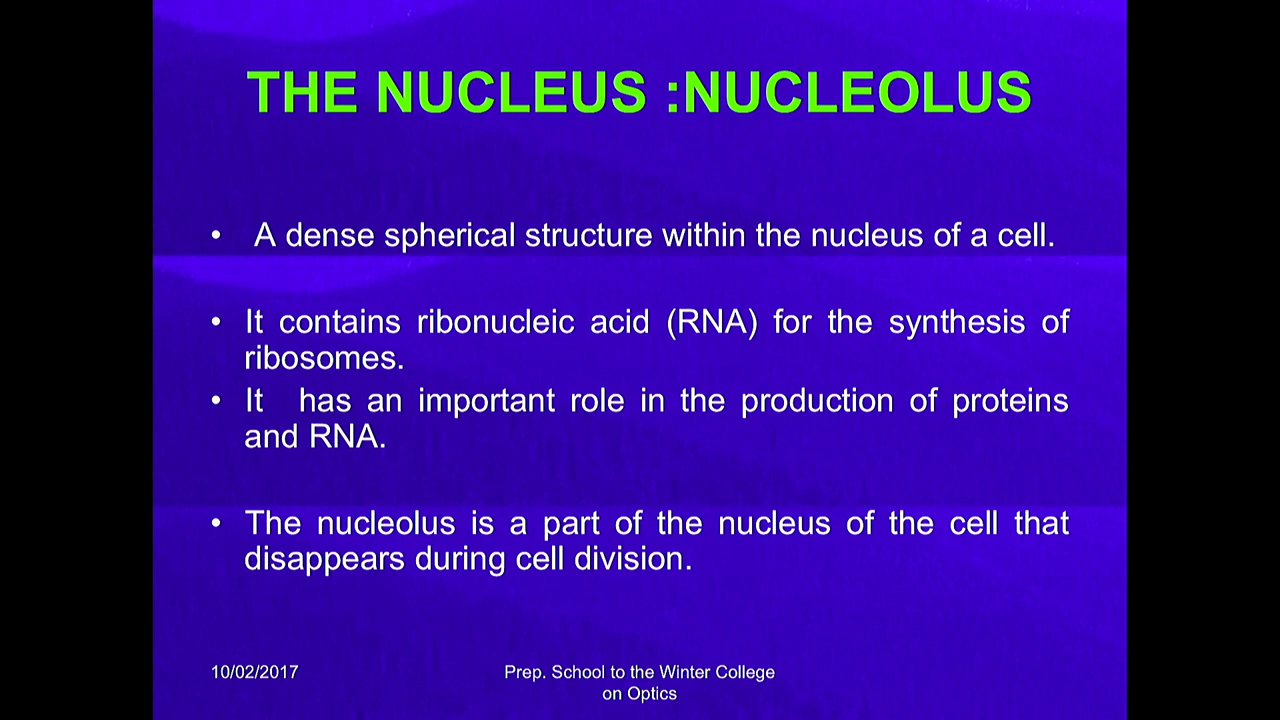 THE NUCLEUS :NUCLEOLUS
• A dense spherical structure within the nucleus of a cell.
• It contains ribonucleic acid (RNA) for the synthesis of
ribosomes.
• It has an important role in the production of proteins
and RNA.
• The nucleolus is a part of the nucleus of the cell that
disappears during cell division.
10/02/2017
Prep. School to the Winter College
on Optics